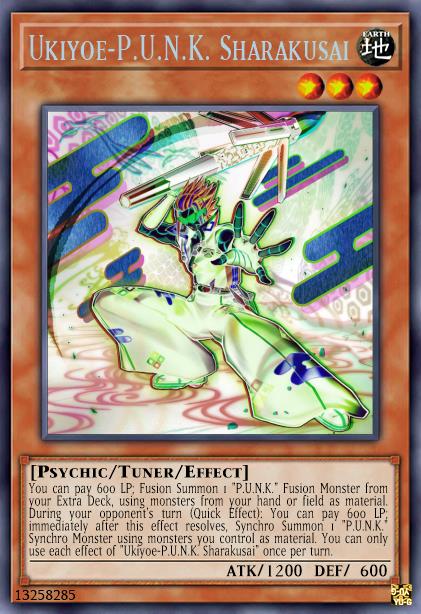 Ukiyoe-P.U.N.K. Sharakusai
EARTH
地
[Psychic/Tuner/Effect]
You can pay 600 LP; Fusion Summon 1 "P.U.N.K." Fusion Monster from
your Extra Deck, using monsters from your hand or field as material.
During your opponent's turn (Quick Effect): You can pay 600 LP;
immediately after this effect resolves, Synchro Summon 1 "P.U.N.K."
Synchro Monster using monsters you control as material. You can only
use each effect of "Ukiyoe-P.U.N.K. Sharakusai" once per turn.
ATK/1200 DEF/ 600
13258285